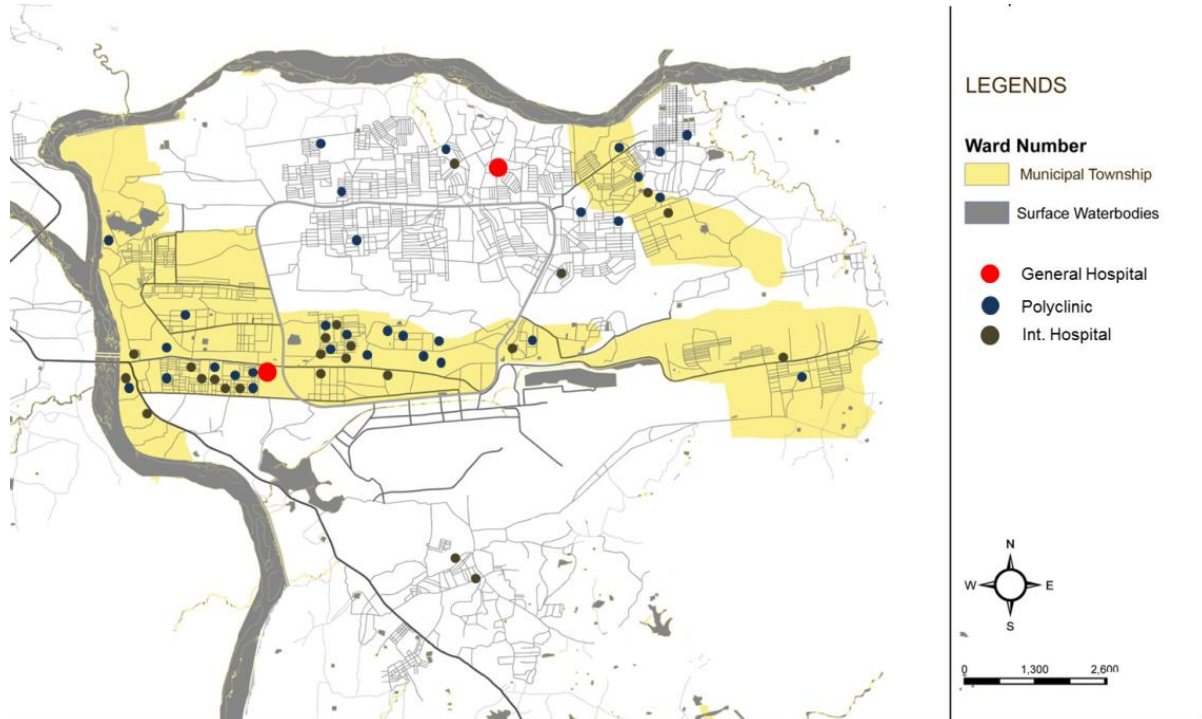 LEGENDS
Ward Number
Municipal Township
Surface Waterbodies
General Hospital
Polyclinic
Int. Hospital
N
W E
S
0 1,300 2,600